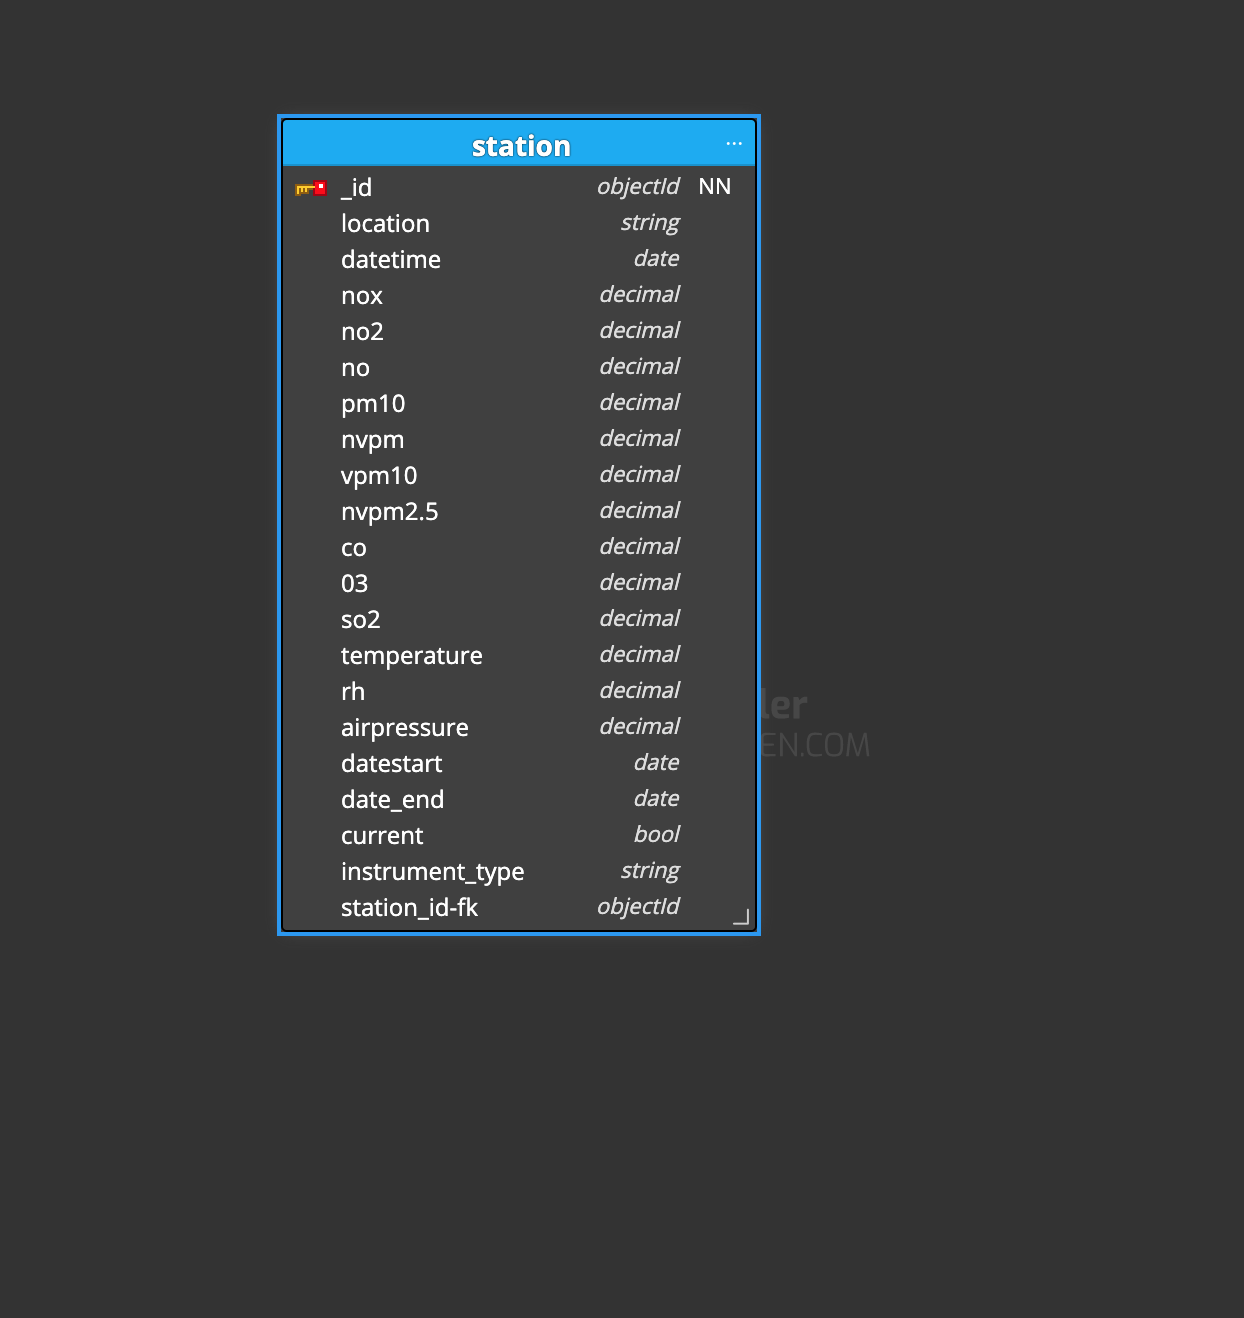 station ...
_id objectId NN
location string
datetime date
nox decimal
no2 decimal
no decimal
pm10 decimal
nvpm decimal
vpm10 decimal
nvpm2.5 decimal
co decimal
03 decimal
so2 decimal
temperature decimal
rh decimal
airpressure decimal
datestart date
date_end date
current bool
instrument_type string
station_id-fk objectId
ler
EN.COM